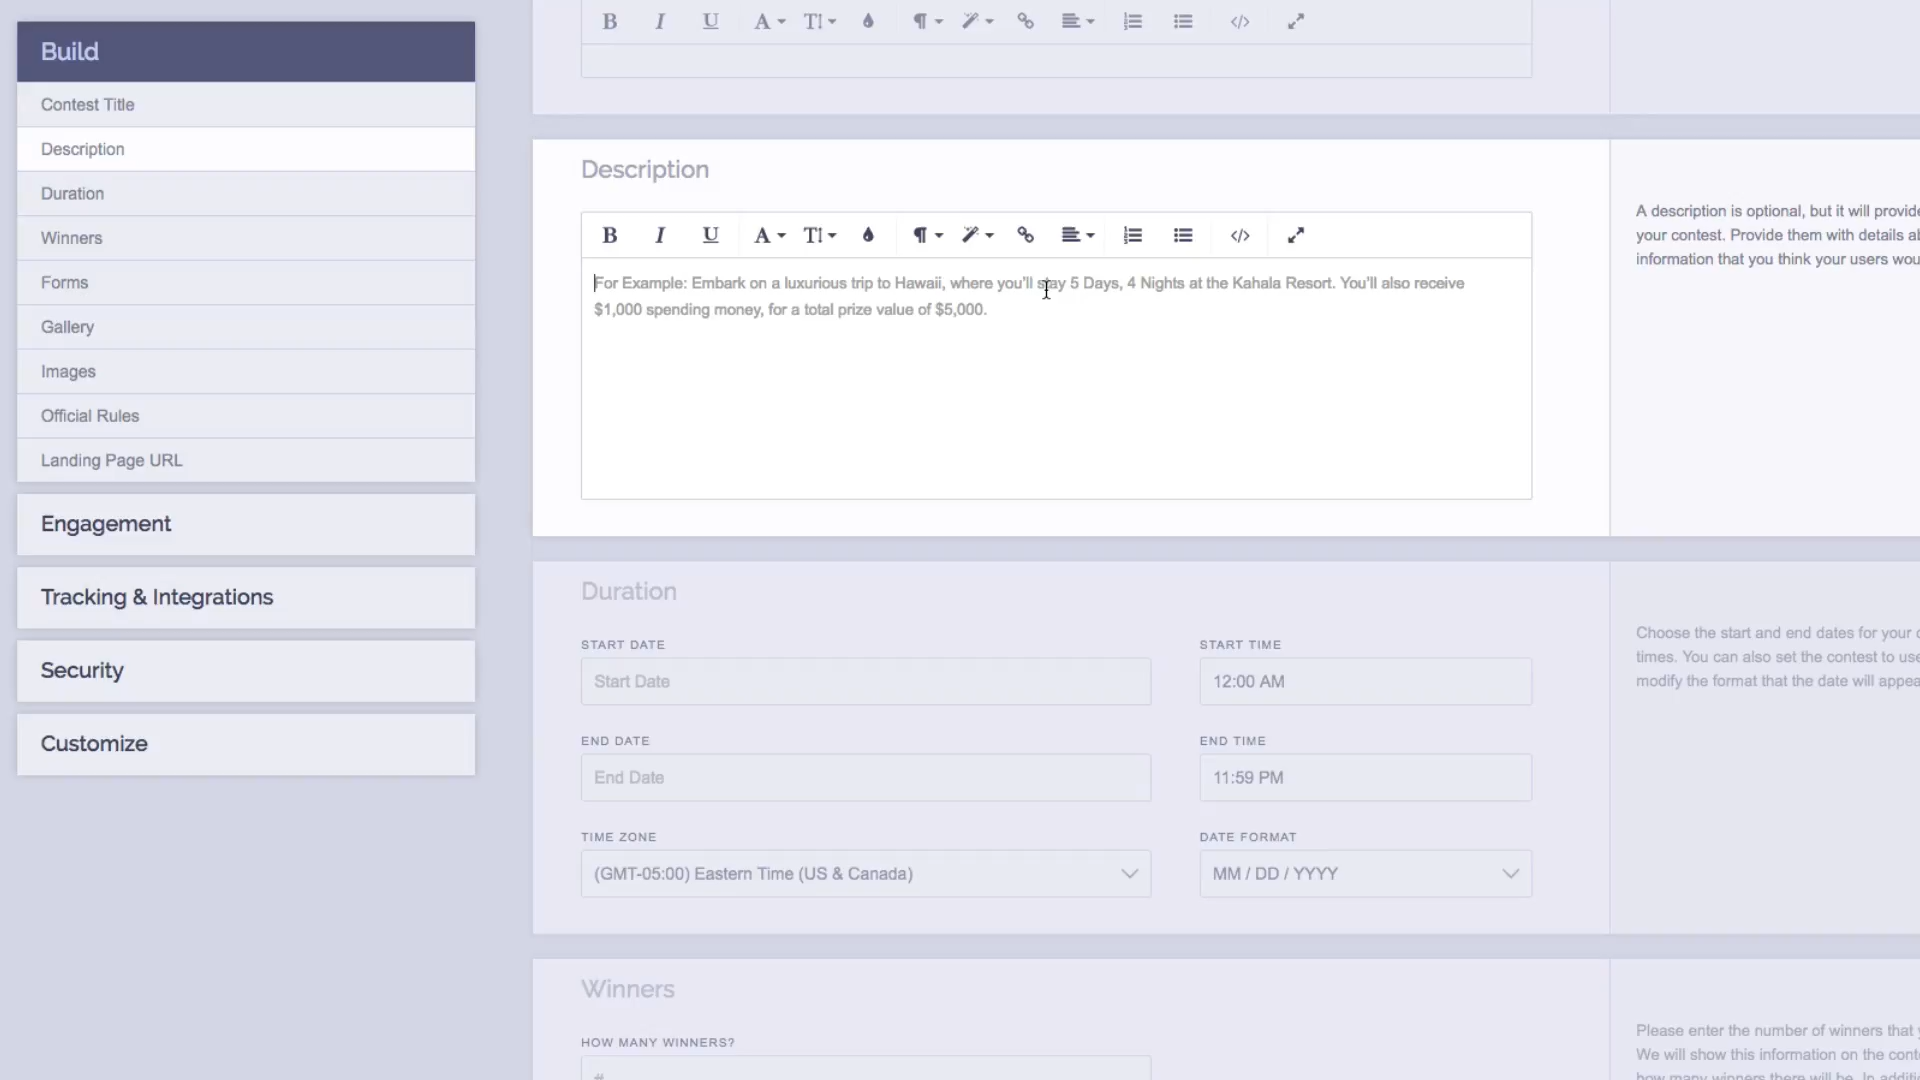 Build
Contest Title
Description
Duration
Winners
Forms
Gallery
Images
Official Rules
Landing Page URL
Engagement
Tracking & Integrations
Security
Customize
Description
For Example: Embark on a luxurious trip to Hawaii, where you'll stay 5 Days, 4 Nights at the Kahala Resort. You'll also receive
$1,000 spending money, for a total prize value of $5,000.
A description is optional, but it will provide
your contest. Provide them with details
information that you think your users
Duration
START DATE
Start Date
START TIME
12:00 AM
END DATE
End Date
END TIME
11:59 PM
TIME ZONE
(GMT-05:00) Eastern Time (US & Canada)
DATE FORMAT
MM / DD / YYYY
Choose the start and end dates for your
times. You can also set the contest to
modify the format that the date will
Winners
HOW MANY WINNERS?
#
Please enter the number of winners that
We will show this information on the
how many winners there will be. In